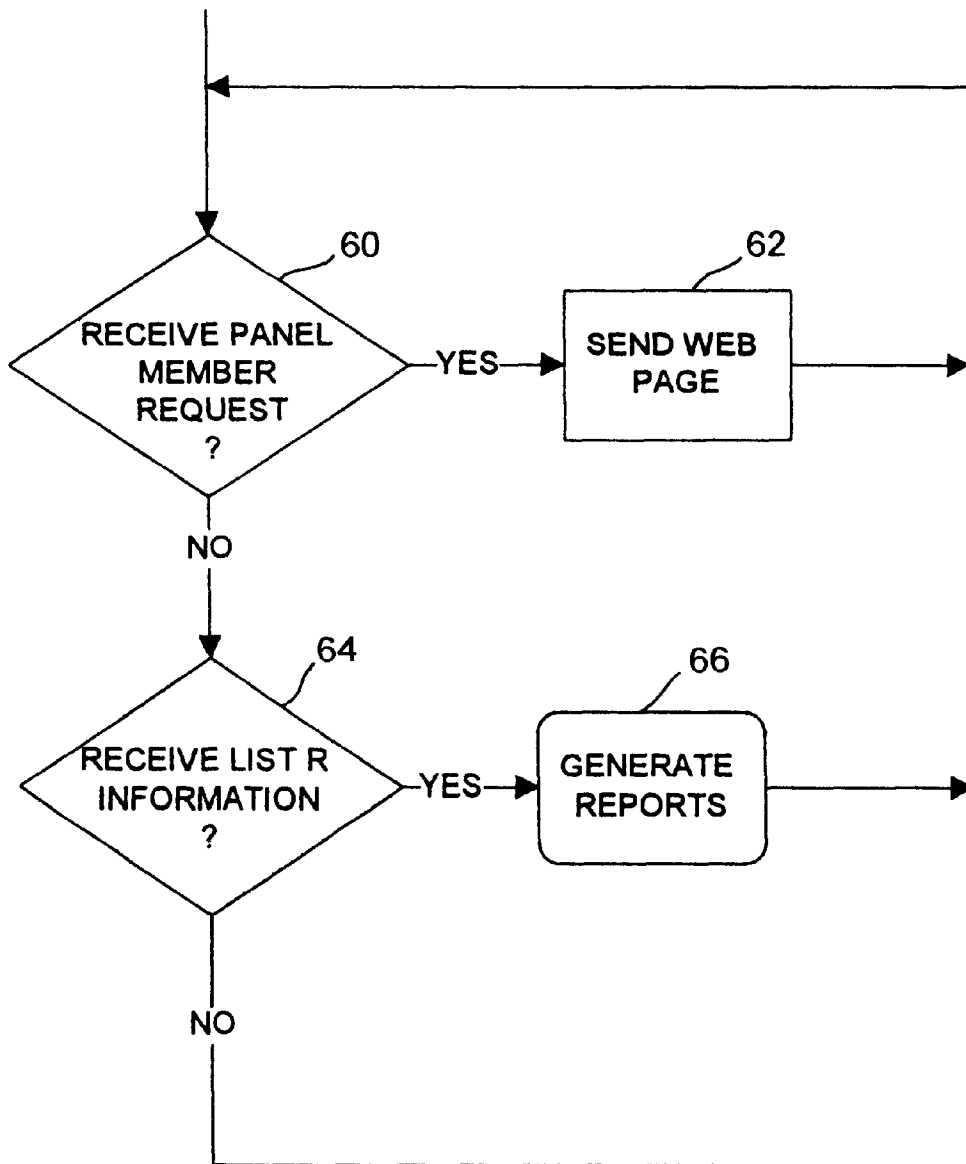 60
RECEIVE PANEL
MEMBER
REQUEST
?
YES
62
SEND WEB
PAGE
NO
64
RECEIVE LIST R
INFORMATION
?
YES
66
GENERATE
REPORTS
NO